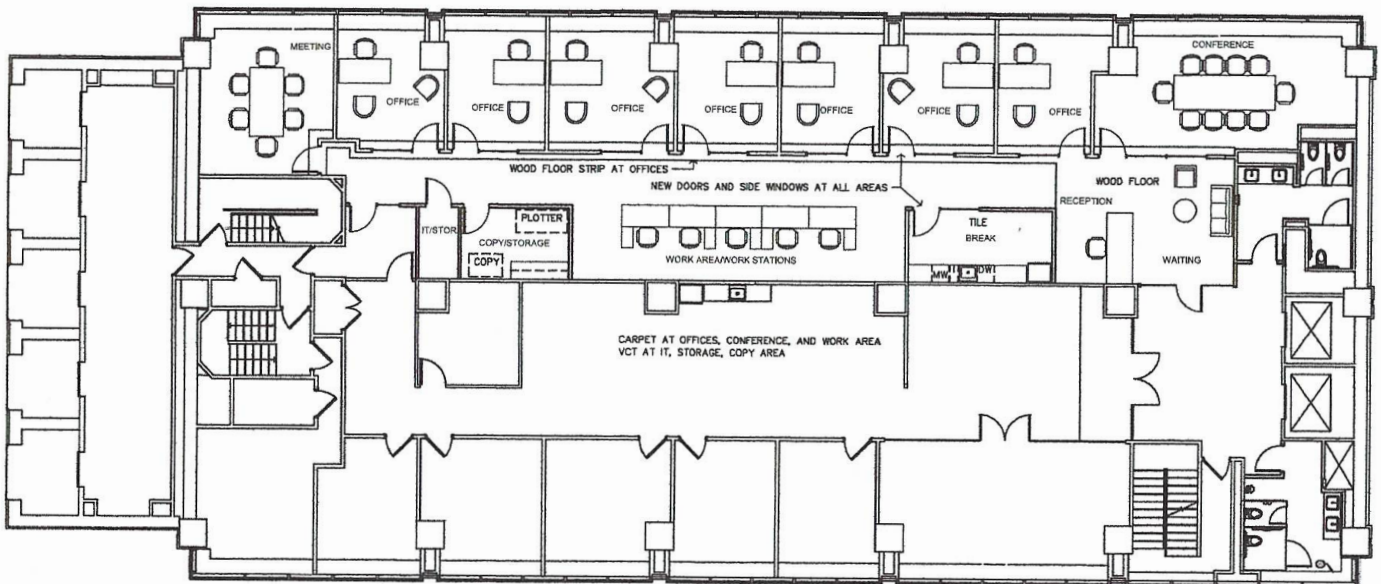 MEETING
CONFERENCE
OFFICE
OFFICE
OFFICE
OFFICE
OFFICE
OFFICE
OFFICE
WOOD FLOOR STRIP AT OFFICES
NEW DOORS AND SIDE WINDOWS AT ALL AREAS
WOOD FLOOR
RECEPTION
PLOTTER
IT/STOR.
COPY/STORAGE
COPY
WORK AREA/WORK STATIONS
TILE
BREAK
MW
DW
WAITING
CARPET AT OFFICES, CONFERENCE, AND WORK AREA
VCT AT IT, STORAGE, COPY AREA